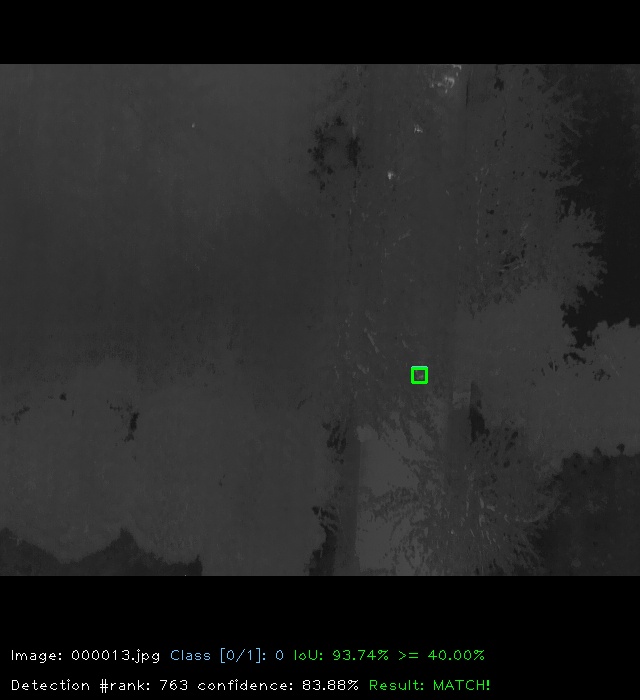 Image: 000013.jpg Class [0/1]: 0 IoU: 93.74% >= 40.00%
Detection #rank: 763 confidence: 83.88% Result: MATCH!